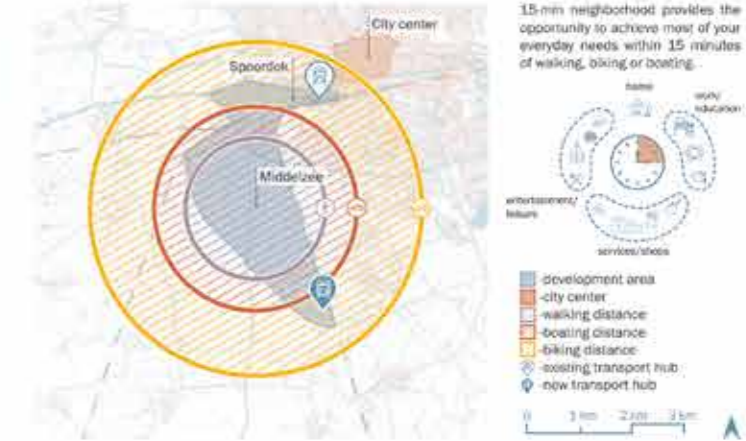 City center
Spoordok
Middelzee
15-min neighborhood provides the
opportunity to achieve most of your
everyday needs within 15 minutes
of walking, biking or boating.
home
work/
education
entertainment/
leisure
services/shops
-development area
-city center
-walking distance
-boating distance
-biking distance
-existing transport hub
-new transport hub
0 1 km 2 km 3 km